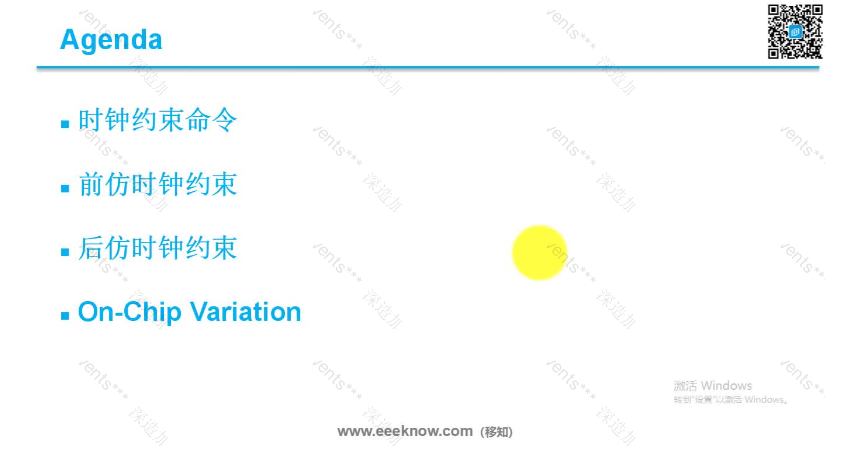 Agenda
时钟约束命令
前仿时钟约束
后仿时钟约束
On-Chip Variation
激活 Windows
转到"设置"以激活 Windows。
www.eeeknow.com (移知)